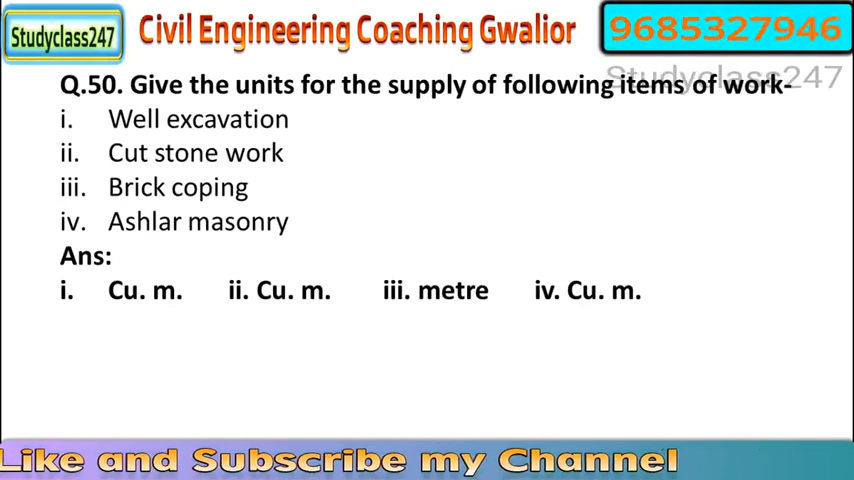 Studyclass247
Civil Engineering Coaching Gwalior
9685327946
Studyclass247
Q.50. Give the units for the supply of following items of work-
i. Well excavation
ii. Cut stone work
iii. Brick coping
iv. Ashlar masonry
Ans:
i. Cu. m. ii. Cu. m. iii. metre iv. Cu. m.
Like and Subscribe my Channel